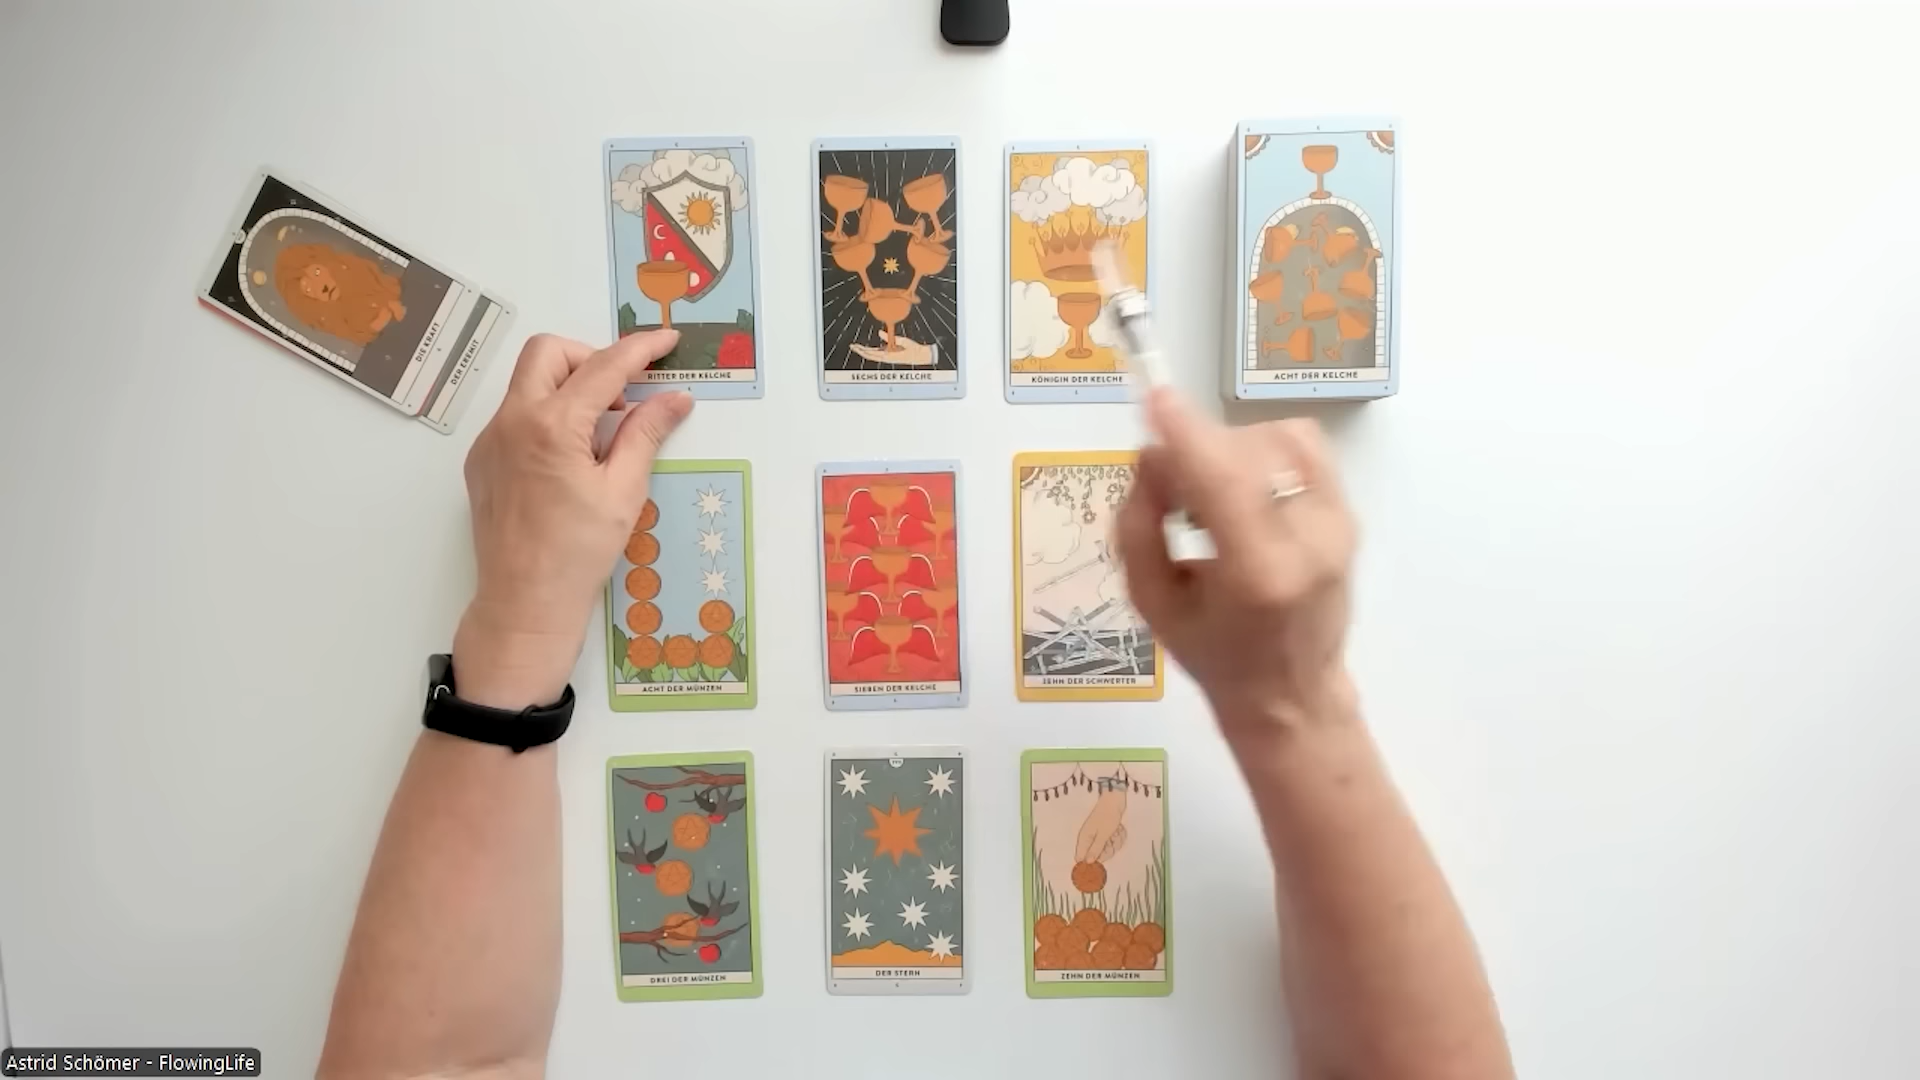 DIE KRAFT
DER EREMIT
RITTER DER KELCHE
SECHS DER KELCHE
KÖNIGIN DER KELCHE
ACHT DER KELCHE
ACHT DER MÜNZEN
SIEBEN DER KELCHE
ZEHN DER SCHWERTER
DREI DER MÜNZEN
DER STERN
ZEHN DER MÜNZEN
Astrid Schömer - FlowingLife